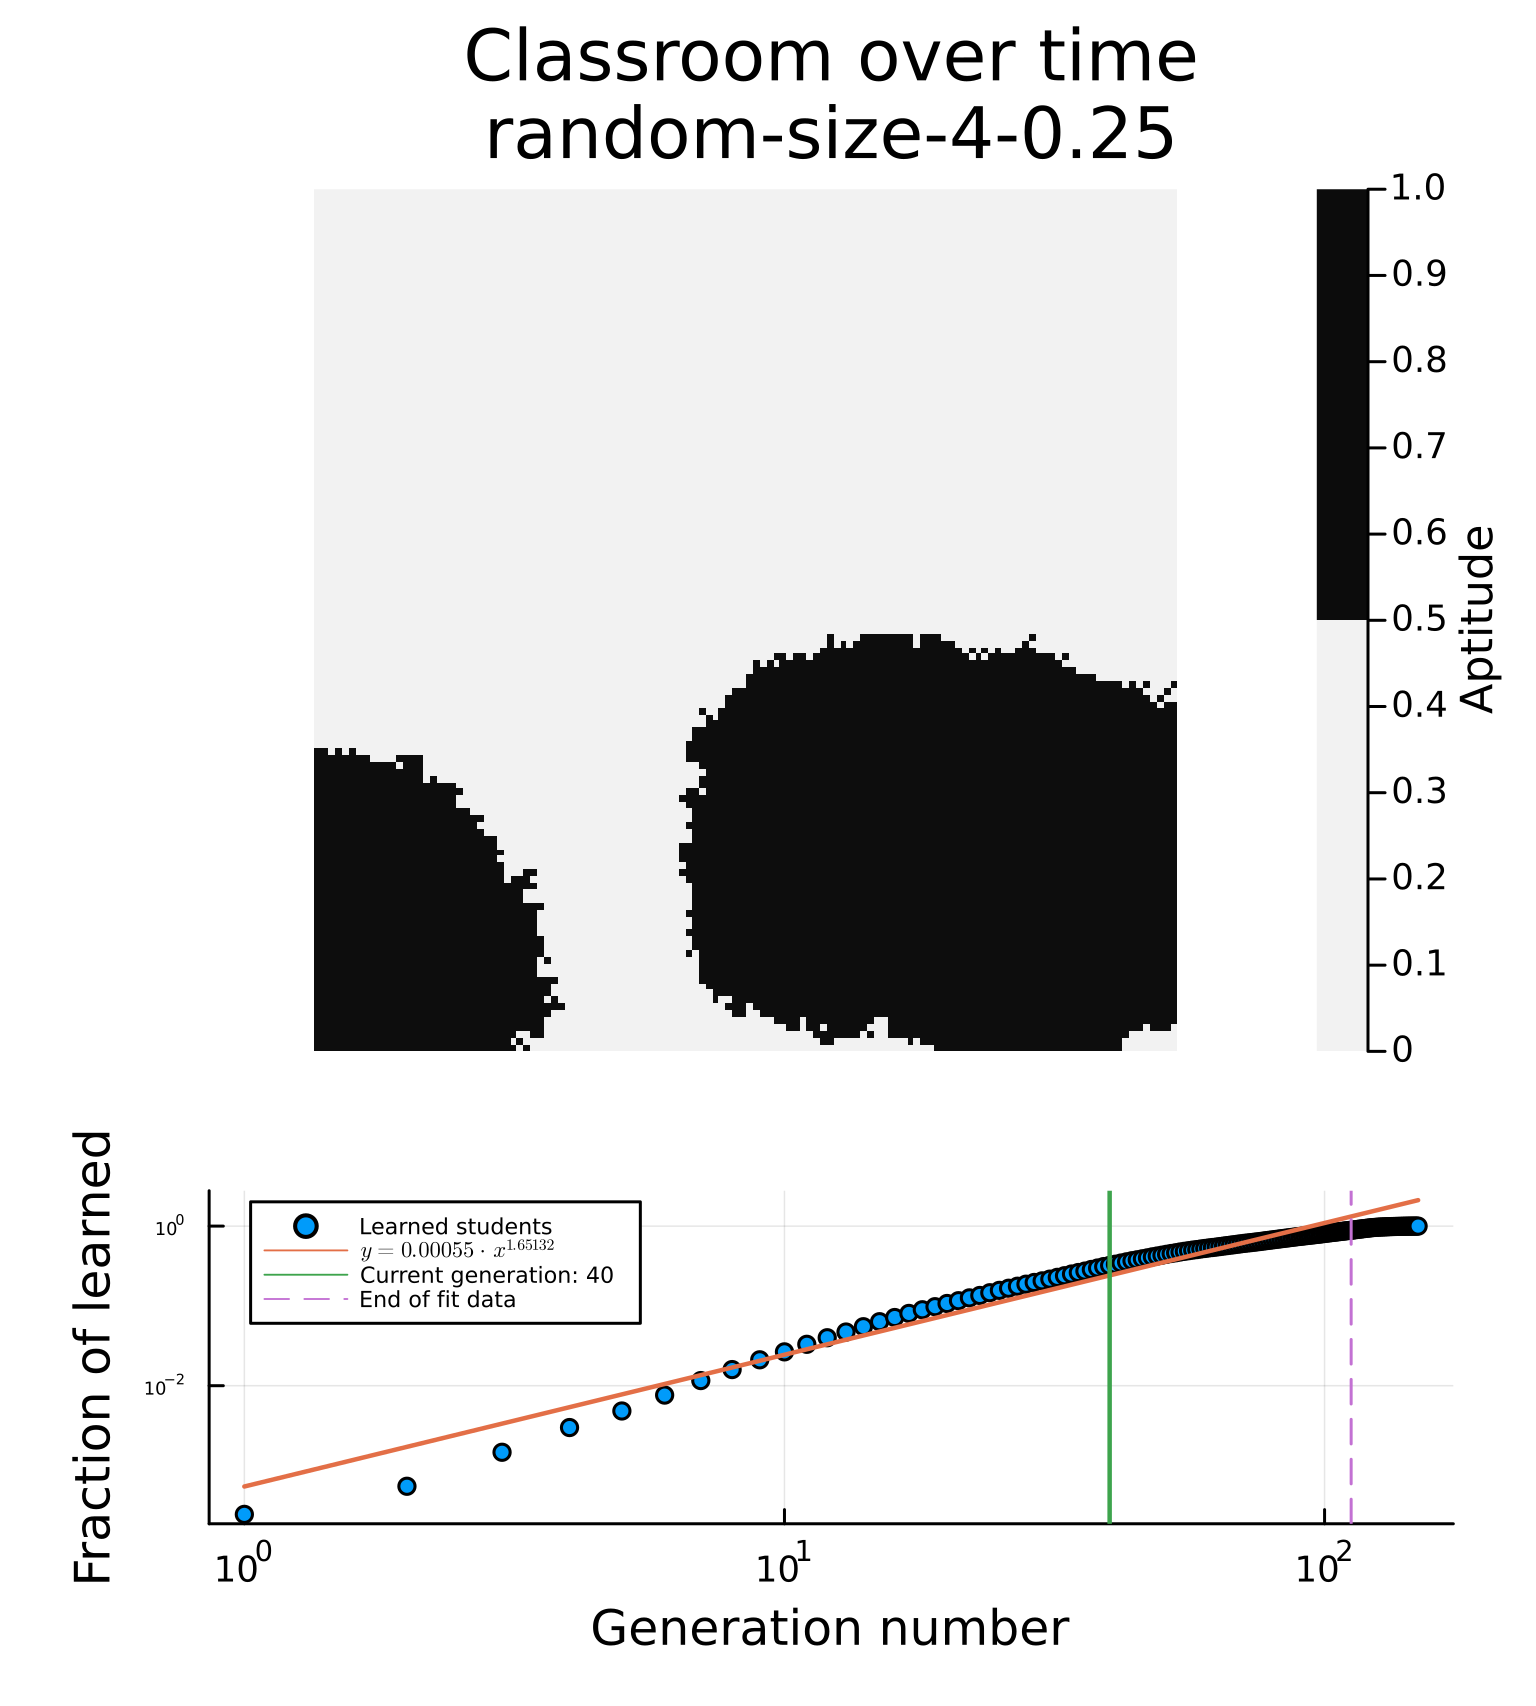 Classroom over time
random-size-4-0.25
1.0
0.9
0.8
0.7
0.6
0.5
0.4
0.3
0.2
0.1
0
Aptitude
Fraction of learned
10⁰
10⁻²
Learned students
y = 0.00055 · x^1.65132
Current generation: 40
End of fit data
10⁰
10¹
10²
Generation number